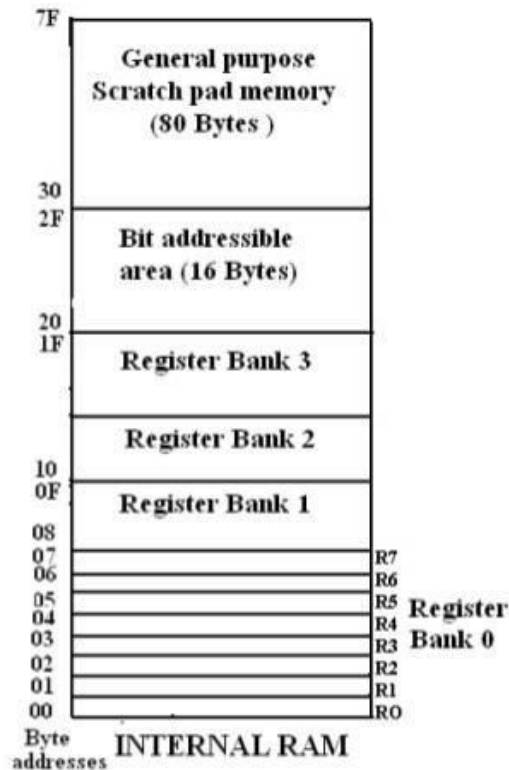 7F
General purpose
Scratch pad memory
(80 Bytes )
30
2F
Bit addressible
area (16 Bytes)
20
1F
Register Bank 3
Register Bank 2
10
0F
Register Bank 1
08
07
R7
06
R6
05
R5
Register
04
R4
03
R3
Bank 0
02
R2
01
R1
00
RO
Byte
addresses
INTERNAL RAM